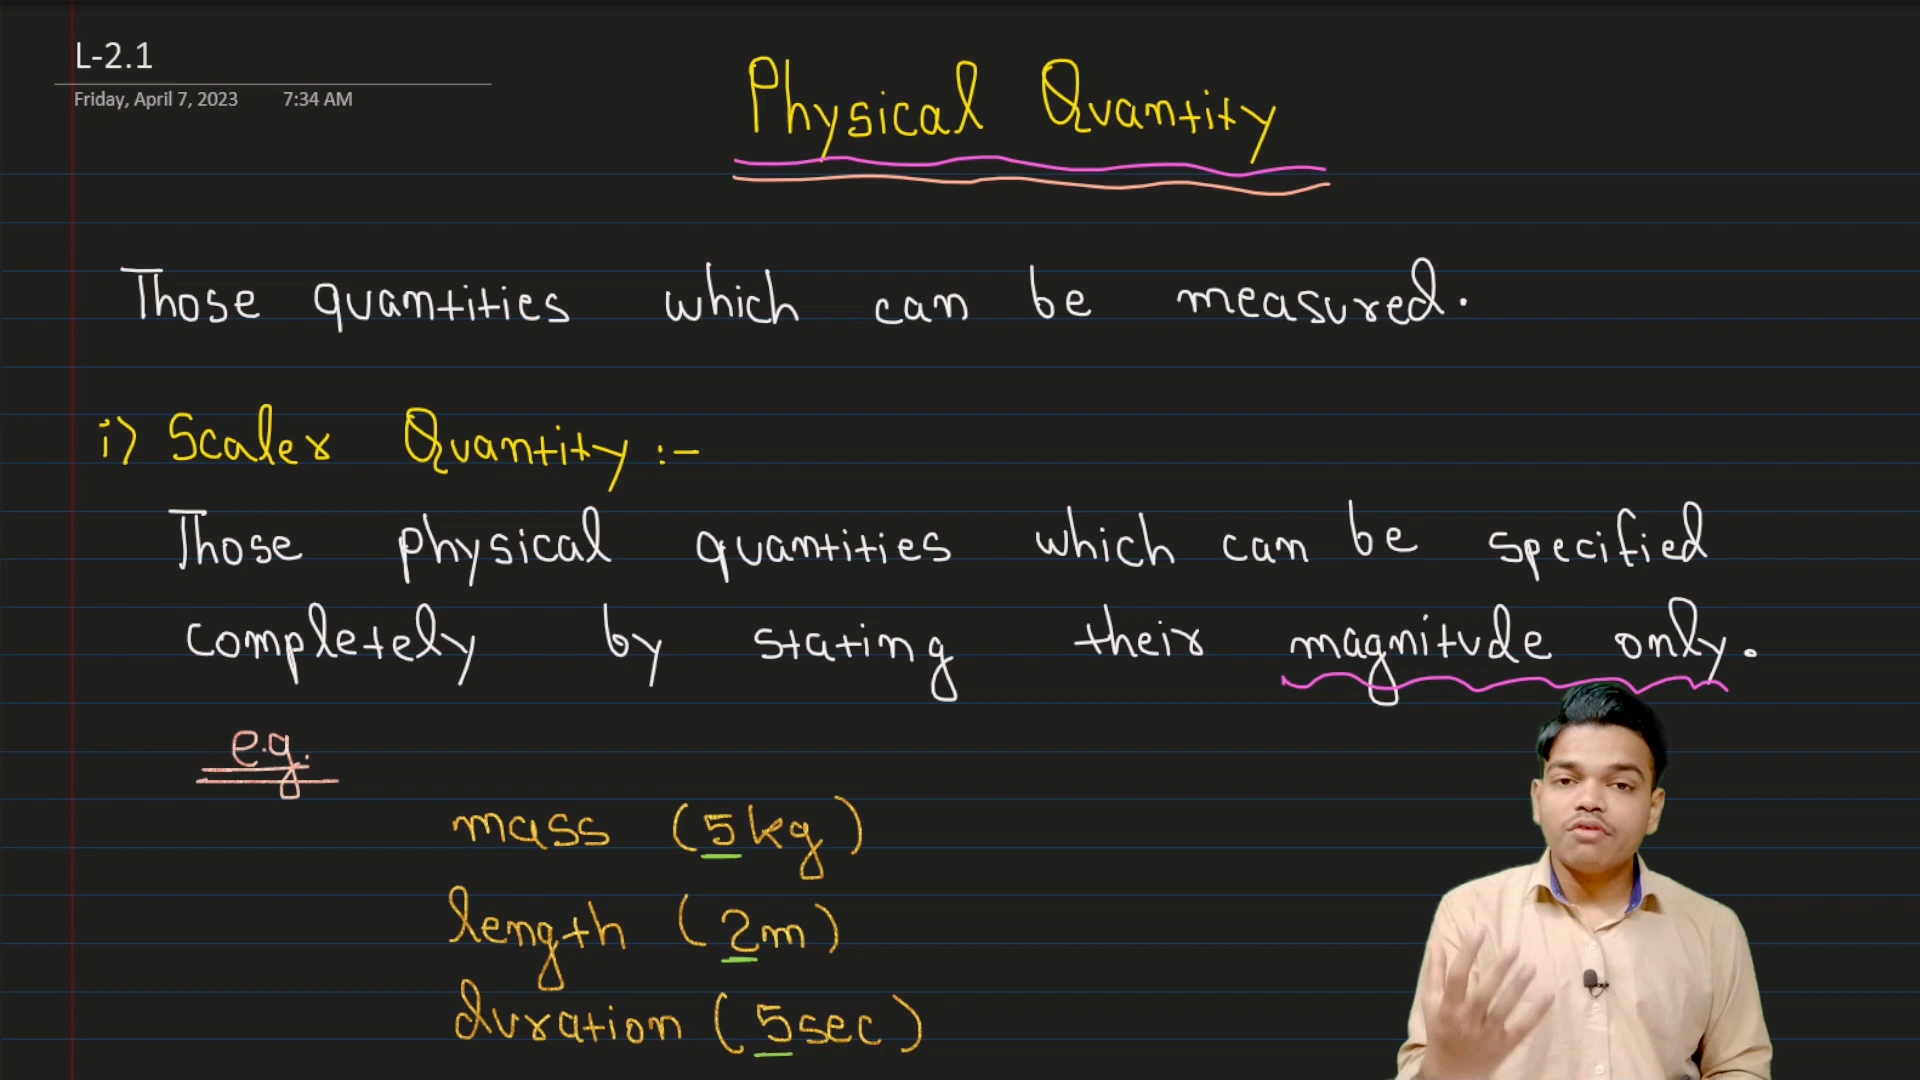 L-2.1
Friday, April 7, 2023 7:34 AM
Physical Quantity
Those quantities which can be measured.
i) Scaler Quantity :-
Those physical quantities which can be specified
completely by stating their magnitude only.
e.g.
mass (5kg)
length (2m)
duration (5sec)